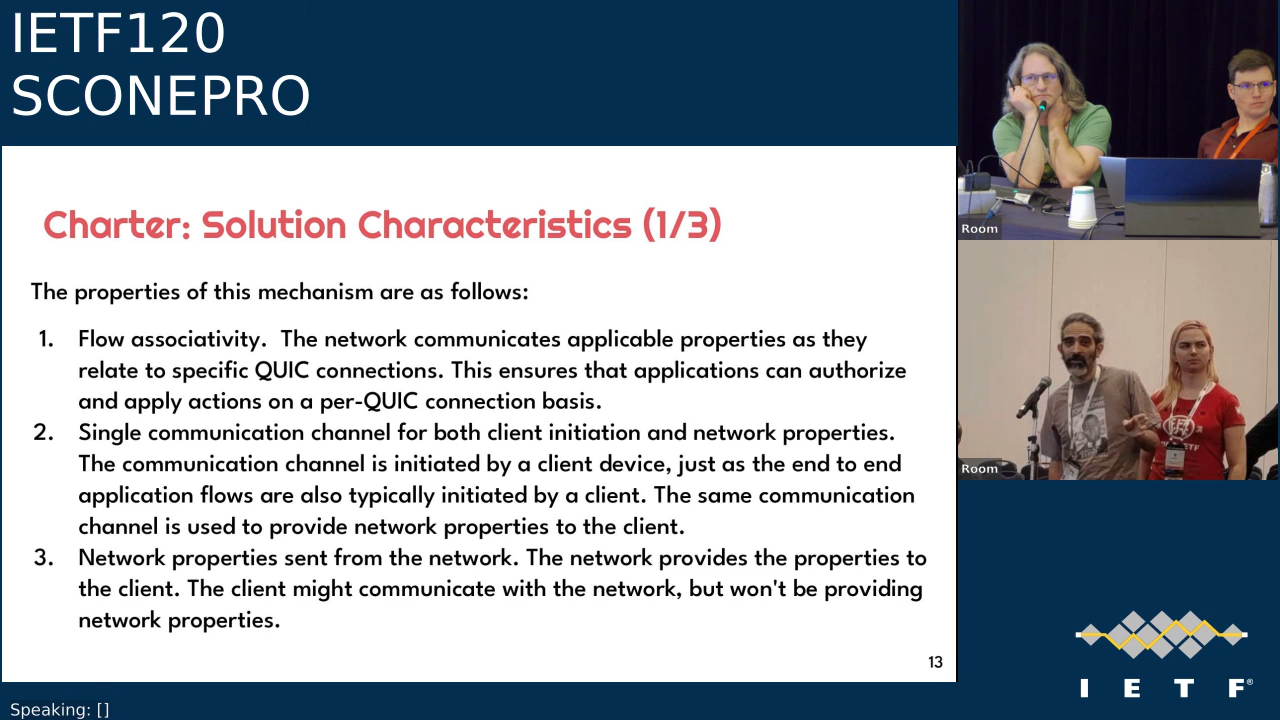 IETF120
SCONEPRO
Charter: Solution Characteristics (1/3)
The properties of this mechanism are as follows:
1. Flow associativity. The network communicates applicable properties as they
relate to specific QUIC connections. This ensures that applications can authorize
and apply actions on a per-QUIC connection basis.
2. Single communication channel for both client initiation and network properties.
The communication channel is initiated by a client device, just as the end to end
application flows are also typically initiated by a client. The same communication
channel is used to provide network properties to the client.
3. Network properties sent from the network. The network provides the properties to
the client. The client might communicate with the network, but won't be providing
network properties.
13
Room
Room
I E T F®
Speaking: []